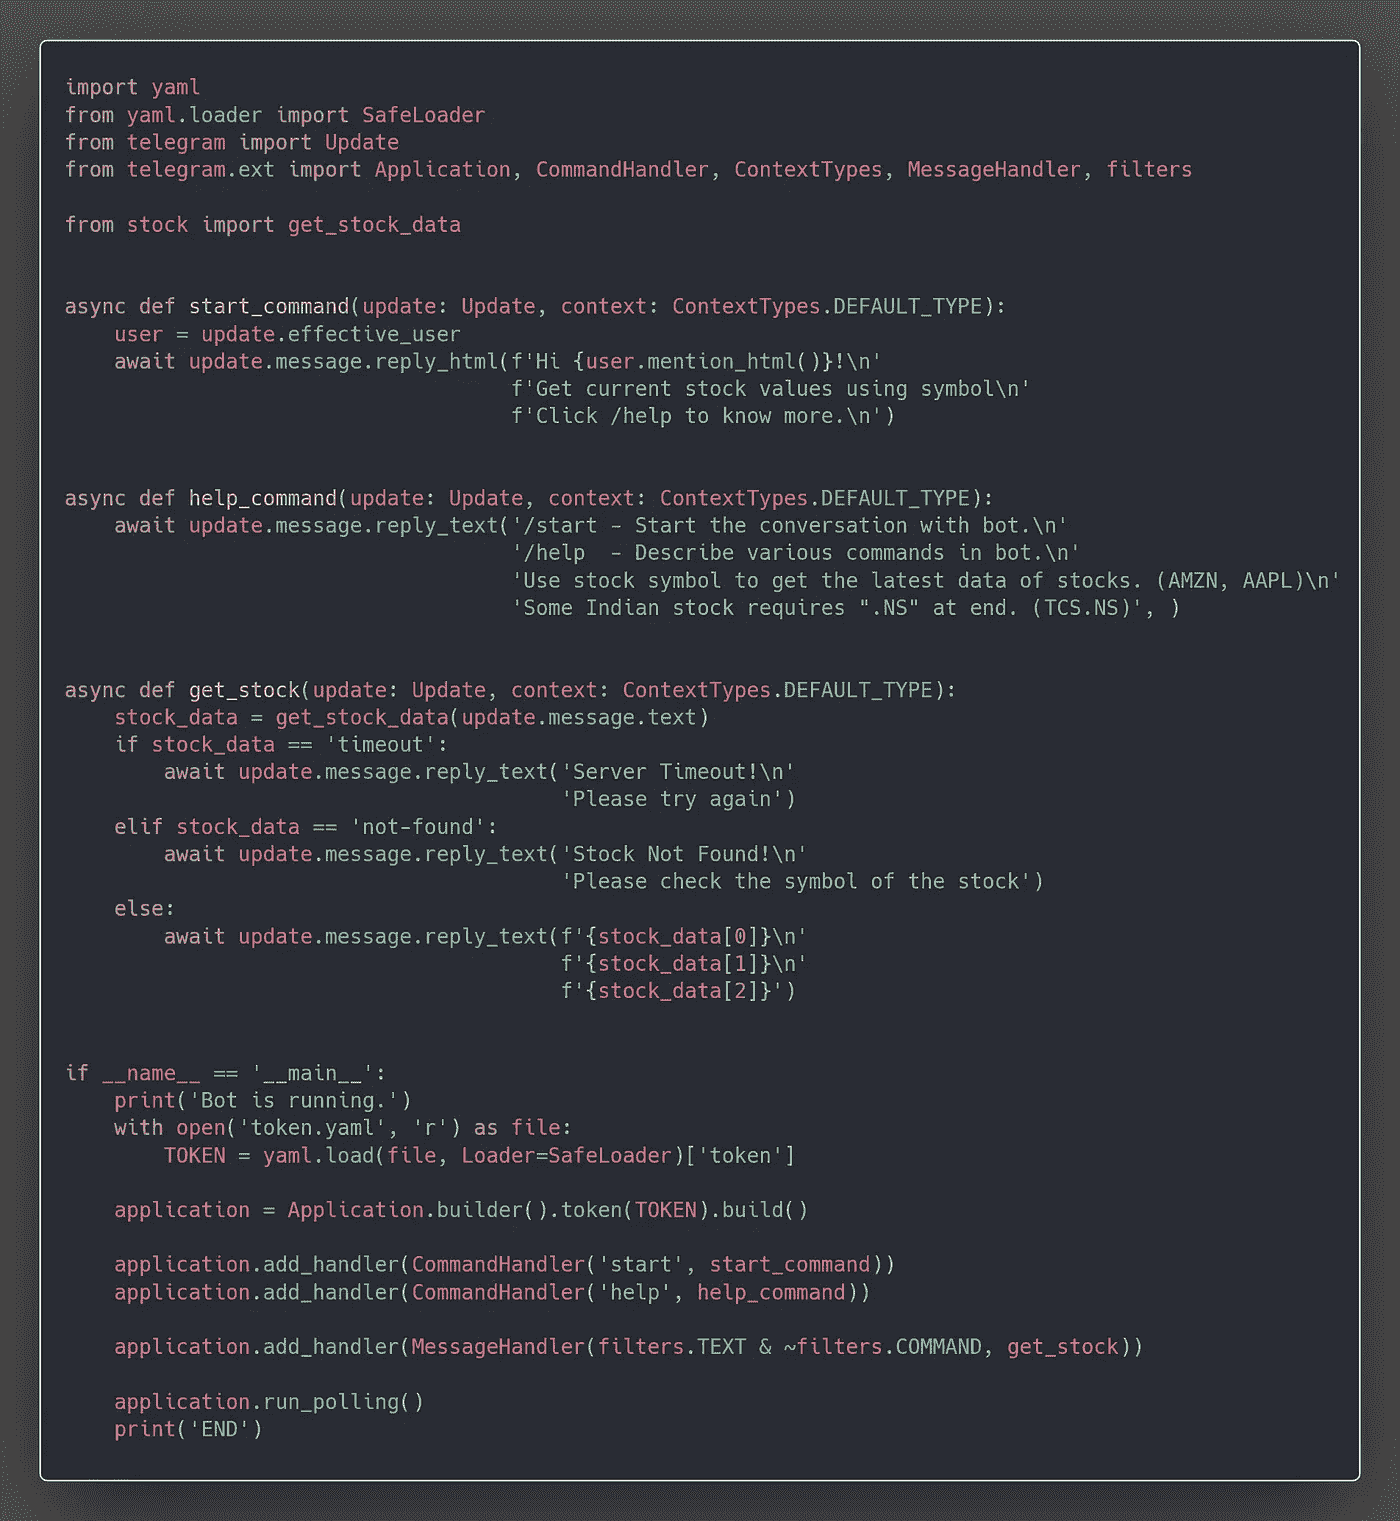 import yaml
from yaml.loader import SafeLoader
from telegram import Update
from telegram.ext import Application, CommandHandler, ContextTypes, MessageHandler, filters

from stock import get_stock_data


async def start_command(update: Update, context: ContextTypes.DEFAULT_TYPE):
    user = update.effective_user
    await update.message.reply_html(f'Hi {user.mention_html()}!\n'
                                    f'Get current stock values using symbol\n'
                                    f'Click /help to know more.\n')


async def help_command(update: Update, context: ContextTypes.DEFAULT_TYPE):
    await update.message.reply_text('/start - Start the conversation with bot.\n'
                                    '/help  - Describe various commands in bot.\n'
                                    'Use stock symbol to get the latest data of stocks. (AMZN, AAPL)\n'
                                    'Some Indian stock requires ".NS" at end. (TCS.NS)', )


async def get_stock(update: Update, context: ContextTypes.DEFAULT_TYPE):
    stock_data = get_stock_data(update.message.text)
    if stock_data == 'timeout':
        await update.message.reply_text('Server Timeout!\n'
                                        'Please try again')
    elif stock_data == 'not-found':
        await update.message.reply_text('Stock Not Found!\n'
                                        'Please check the symbol of the stock')
    else:
        await update.message.reply_text(f'{stock_data[0]}\n'
                                        f'{stock_data[1]}\n'
                                        f'{stock_data[2]}')


if __name__ == '__main__':
    print('Bot is running.')
    with open('token.yaml', 'r') as file:
        TOKEN = yaml.load(file, Loader=SafeLoader)['token']

    application = Application.builder().token(TOKEN).build()

    application.add_handler(CommandHandler('start', start_command))
    application.add_handler(CommandHandler('help', help_command))

    application.add_handler(MessageHandler(filters.TEXT & ~filters.COMMAND, get_stock))

    application.run_polling()
    print('END')